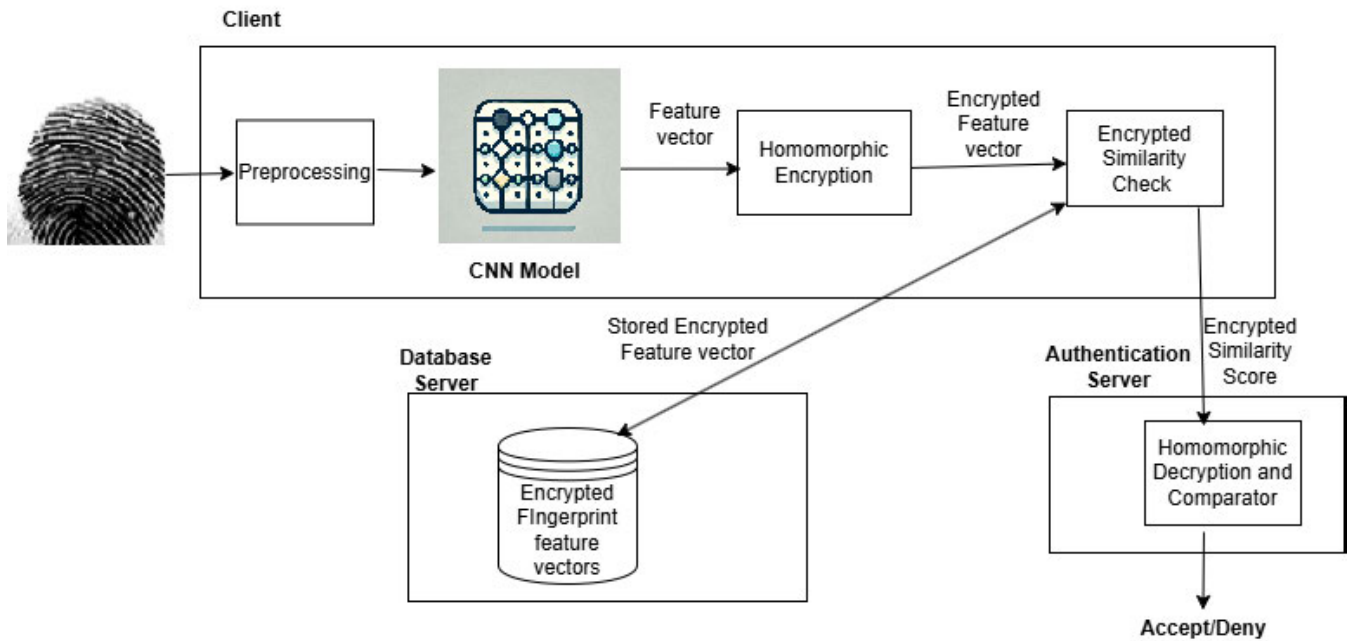 Client
Preprocessing
CNN Model
Feature
vector
Homomorphic
Encryption
Encrypted
Feature
vector
Encrypted
Similarity
Check
Stored Encrypted
Feature vector
Database
Server
Encrypted
FIngerprint
feature
vectors
Encrypted
Similarity
Score
Authentication
Server
Homomorphic
Decryption and
Comparator
Accept/Deny